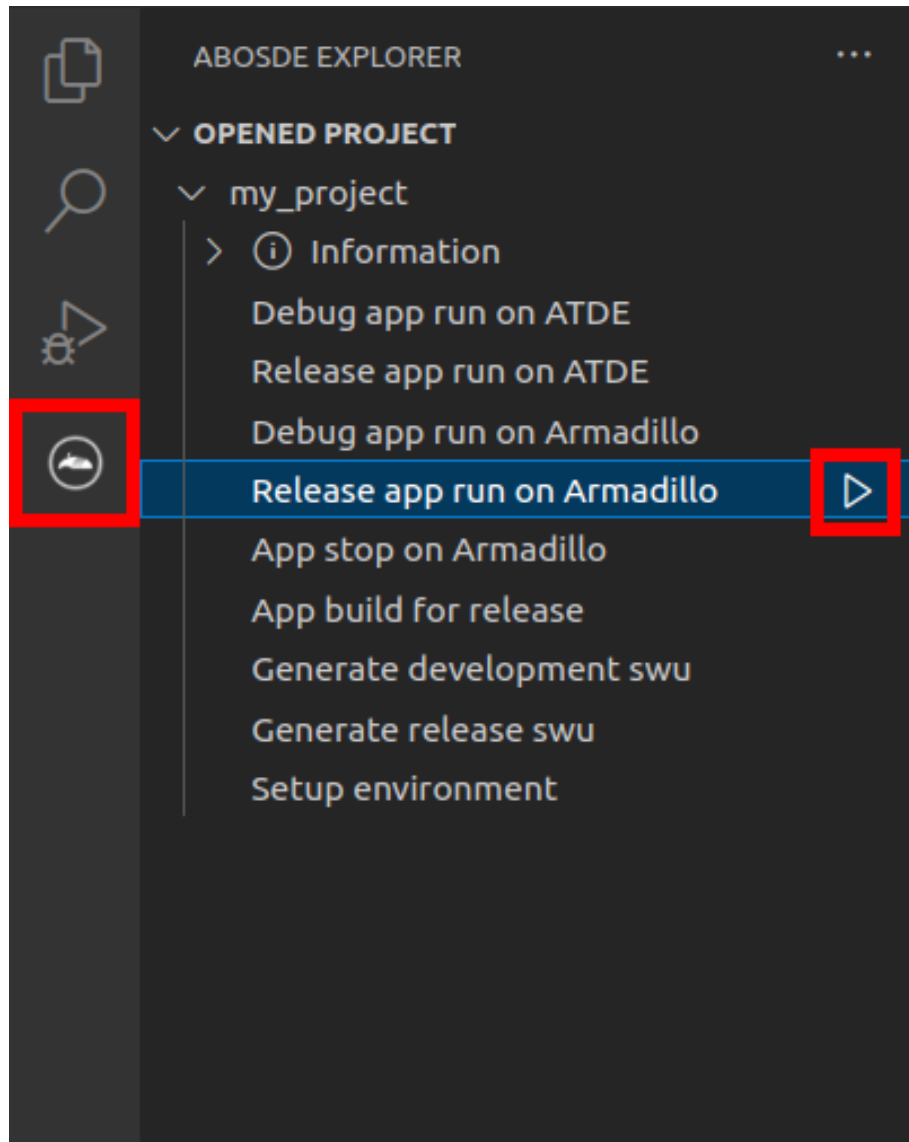 ABOSDE EXPLORER
OPENED PROJECT
my_project
Information
Debug app run on ATDE
Release app run on ATDE
Debug app run on Armadillo
Release app run on Armadillo
App stop on Armadillo
App build for release
Generate development swu
Generate release swu
Setup environment